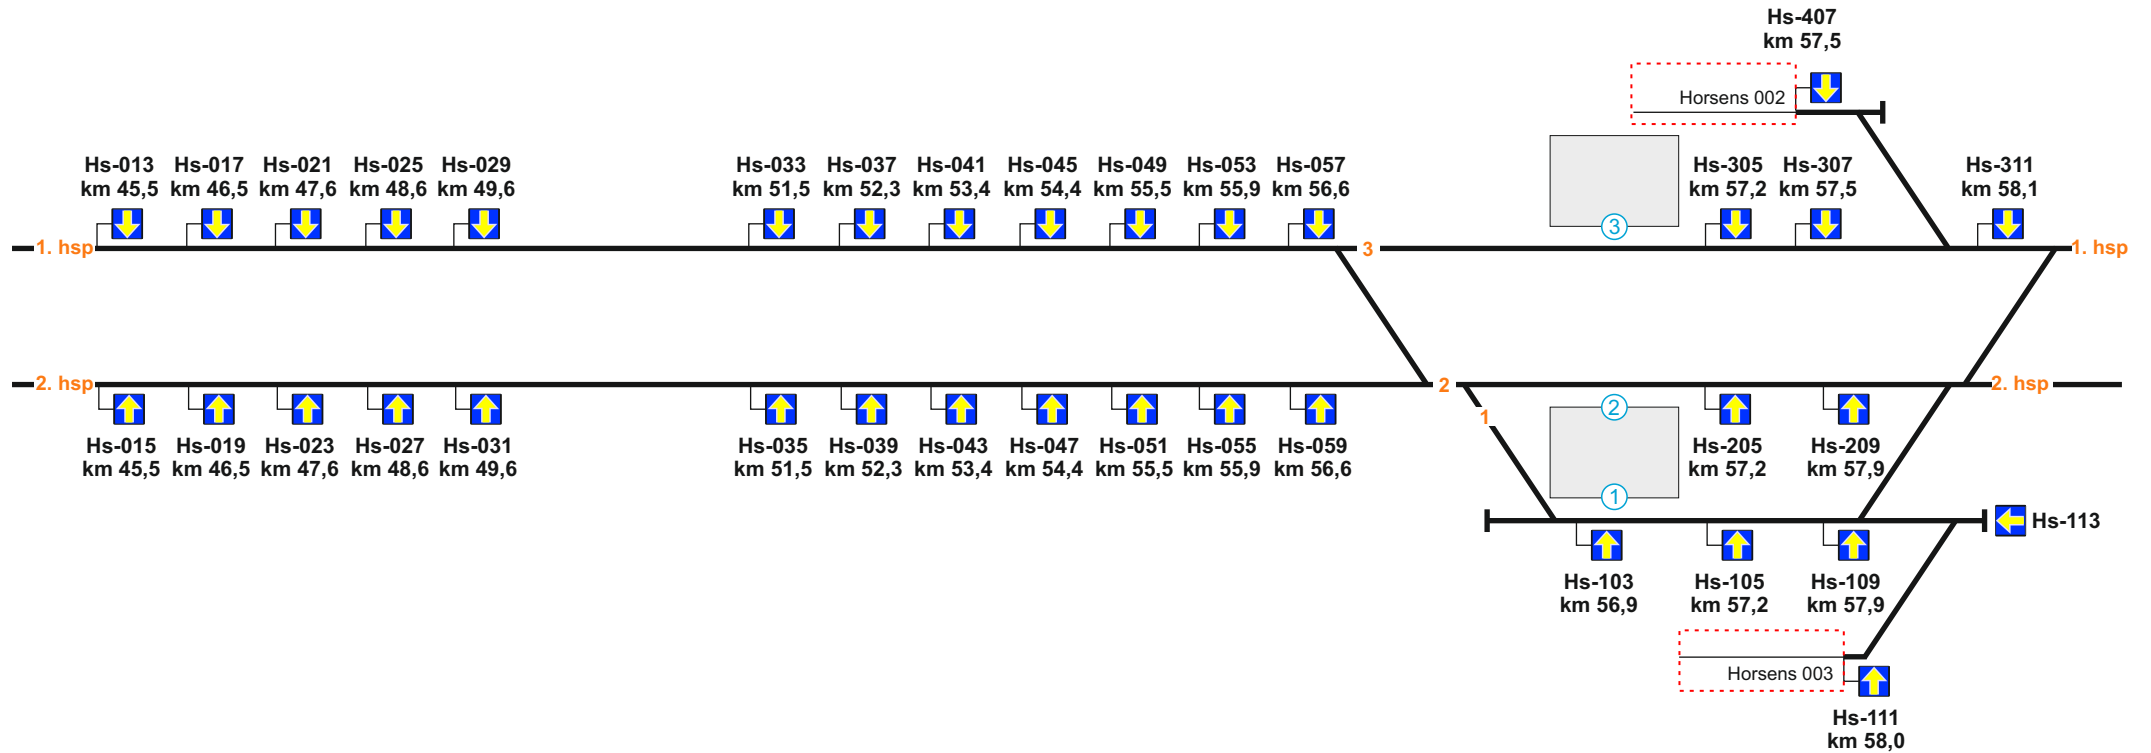 Hs-407
km 57,5
Horsens 002
Hs-013 Hs-017 Hs-021 Hs-025 Hs-029 Hs-033 Hs-037 Hs-041 Hs-045 Hs-049 Hs-053 Hs-057 Hs-305 Hs-307 Hs-311
km 45,5 km 46,5 km 47,6 km 48,6 km 49,6 km 51,5 km 52,3 km 53,4 km 54,4 km 55,5 km 55,9 km 56,6 km 57,2 km 57,5 km 58,1
3
1. hsp 3 1. hsp
2. hsp 2 2. hsp
2
1
Hs-015 Hs-019 Hs-023 Hs-027 Hs-031 Hs-035 Hs-039 Hs-043 Hs-047 Hs-051 Hs-055 Hs-059 Hs-205 Hs-209
km 45,5 km 46,5 km 47,6 km 48,6 km 49,6 km 51,5 km 52,3 km 53,4 km 54,4 km 55,5 km 55,9 km 56,6 km 57,2 km 57,9
1
Hs-113
Hs-103 Hs-105 Hs-109
km 56,9 km 57,2 km 57,9
Horsens 003
Hs-111
km 58,0